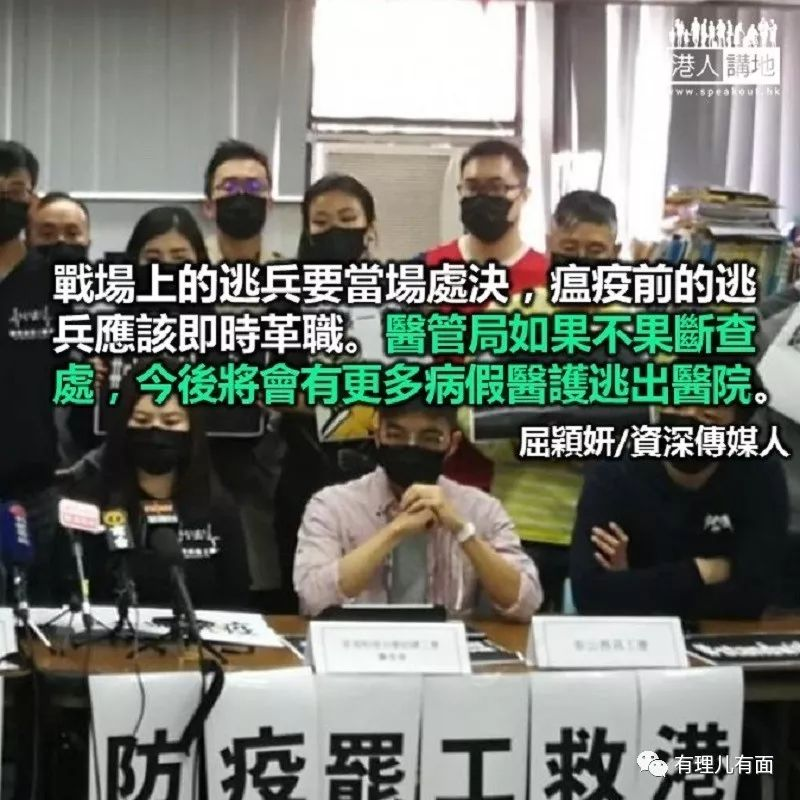 港人講地
www.speakout.hk
戰場上的逃兵要當場處決，瘟疫前的逃
兵應該即時革職。醫管局如果不果斷查
處，今後將會有更多病假醫護逃出醫院。
屈穎妍/資深傳媒人
防疫罷工救港
有理儿有面